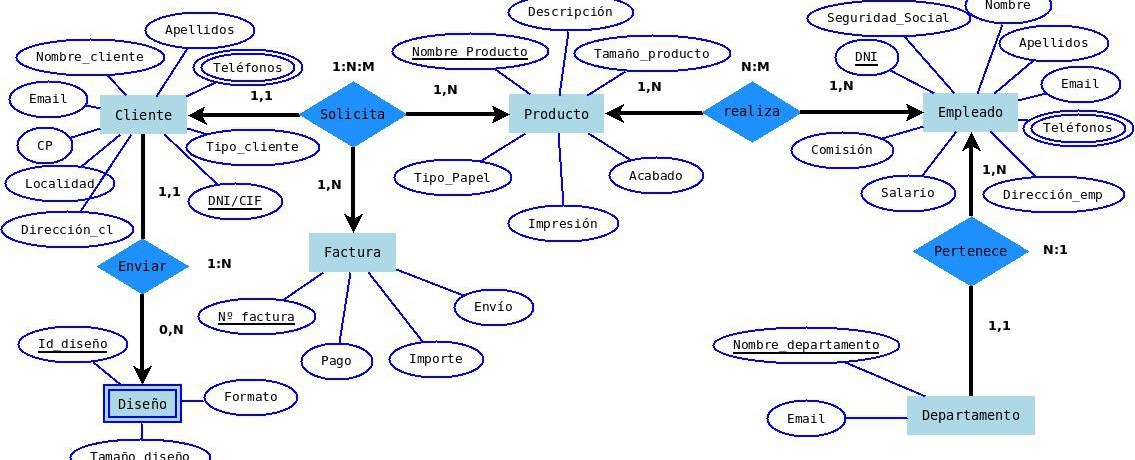 Descripción
Seguridad_Social
Nombre
Apellidos
Nombre_cliente
Nombre Producto
Tamaño_producto
Apellidos
DNI
Teléfonos
1:N:M
N:M
Email
Email
1,1
1,N
1,N
1,N
Cliente
Solicita
Producto
realiza
Empleado
Teléfonos
CP
Tipo_cliente
Comisión
Localidad
1,1
1,N
Tipo_Papel
Acabado
1,N
DNI/CIF
Salario
Dirección_emp
Dirección_cl
Impresión
Enviar
1:N
Factura
Pertenece
N:1
Nº factura
Envío
0,N
1,1
Id_diseño
Pago
Importe
Nombre_departamento
Diseño
Formato
Email
Departamento
Tamaño_diseño